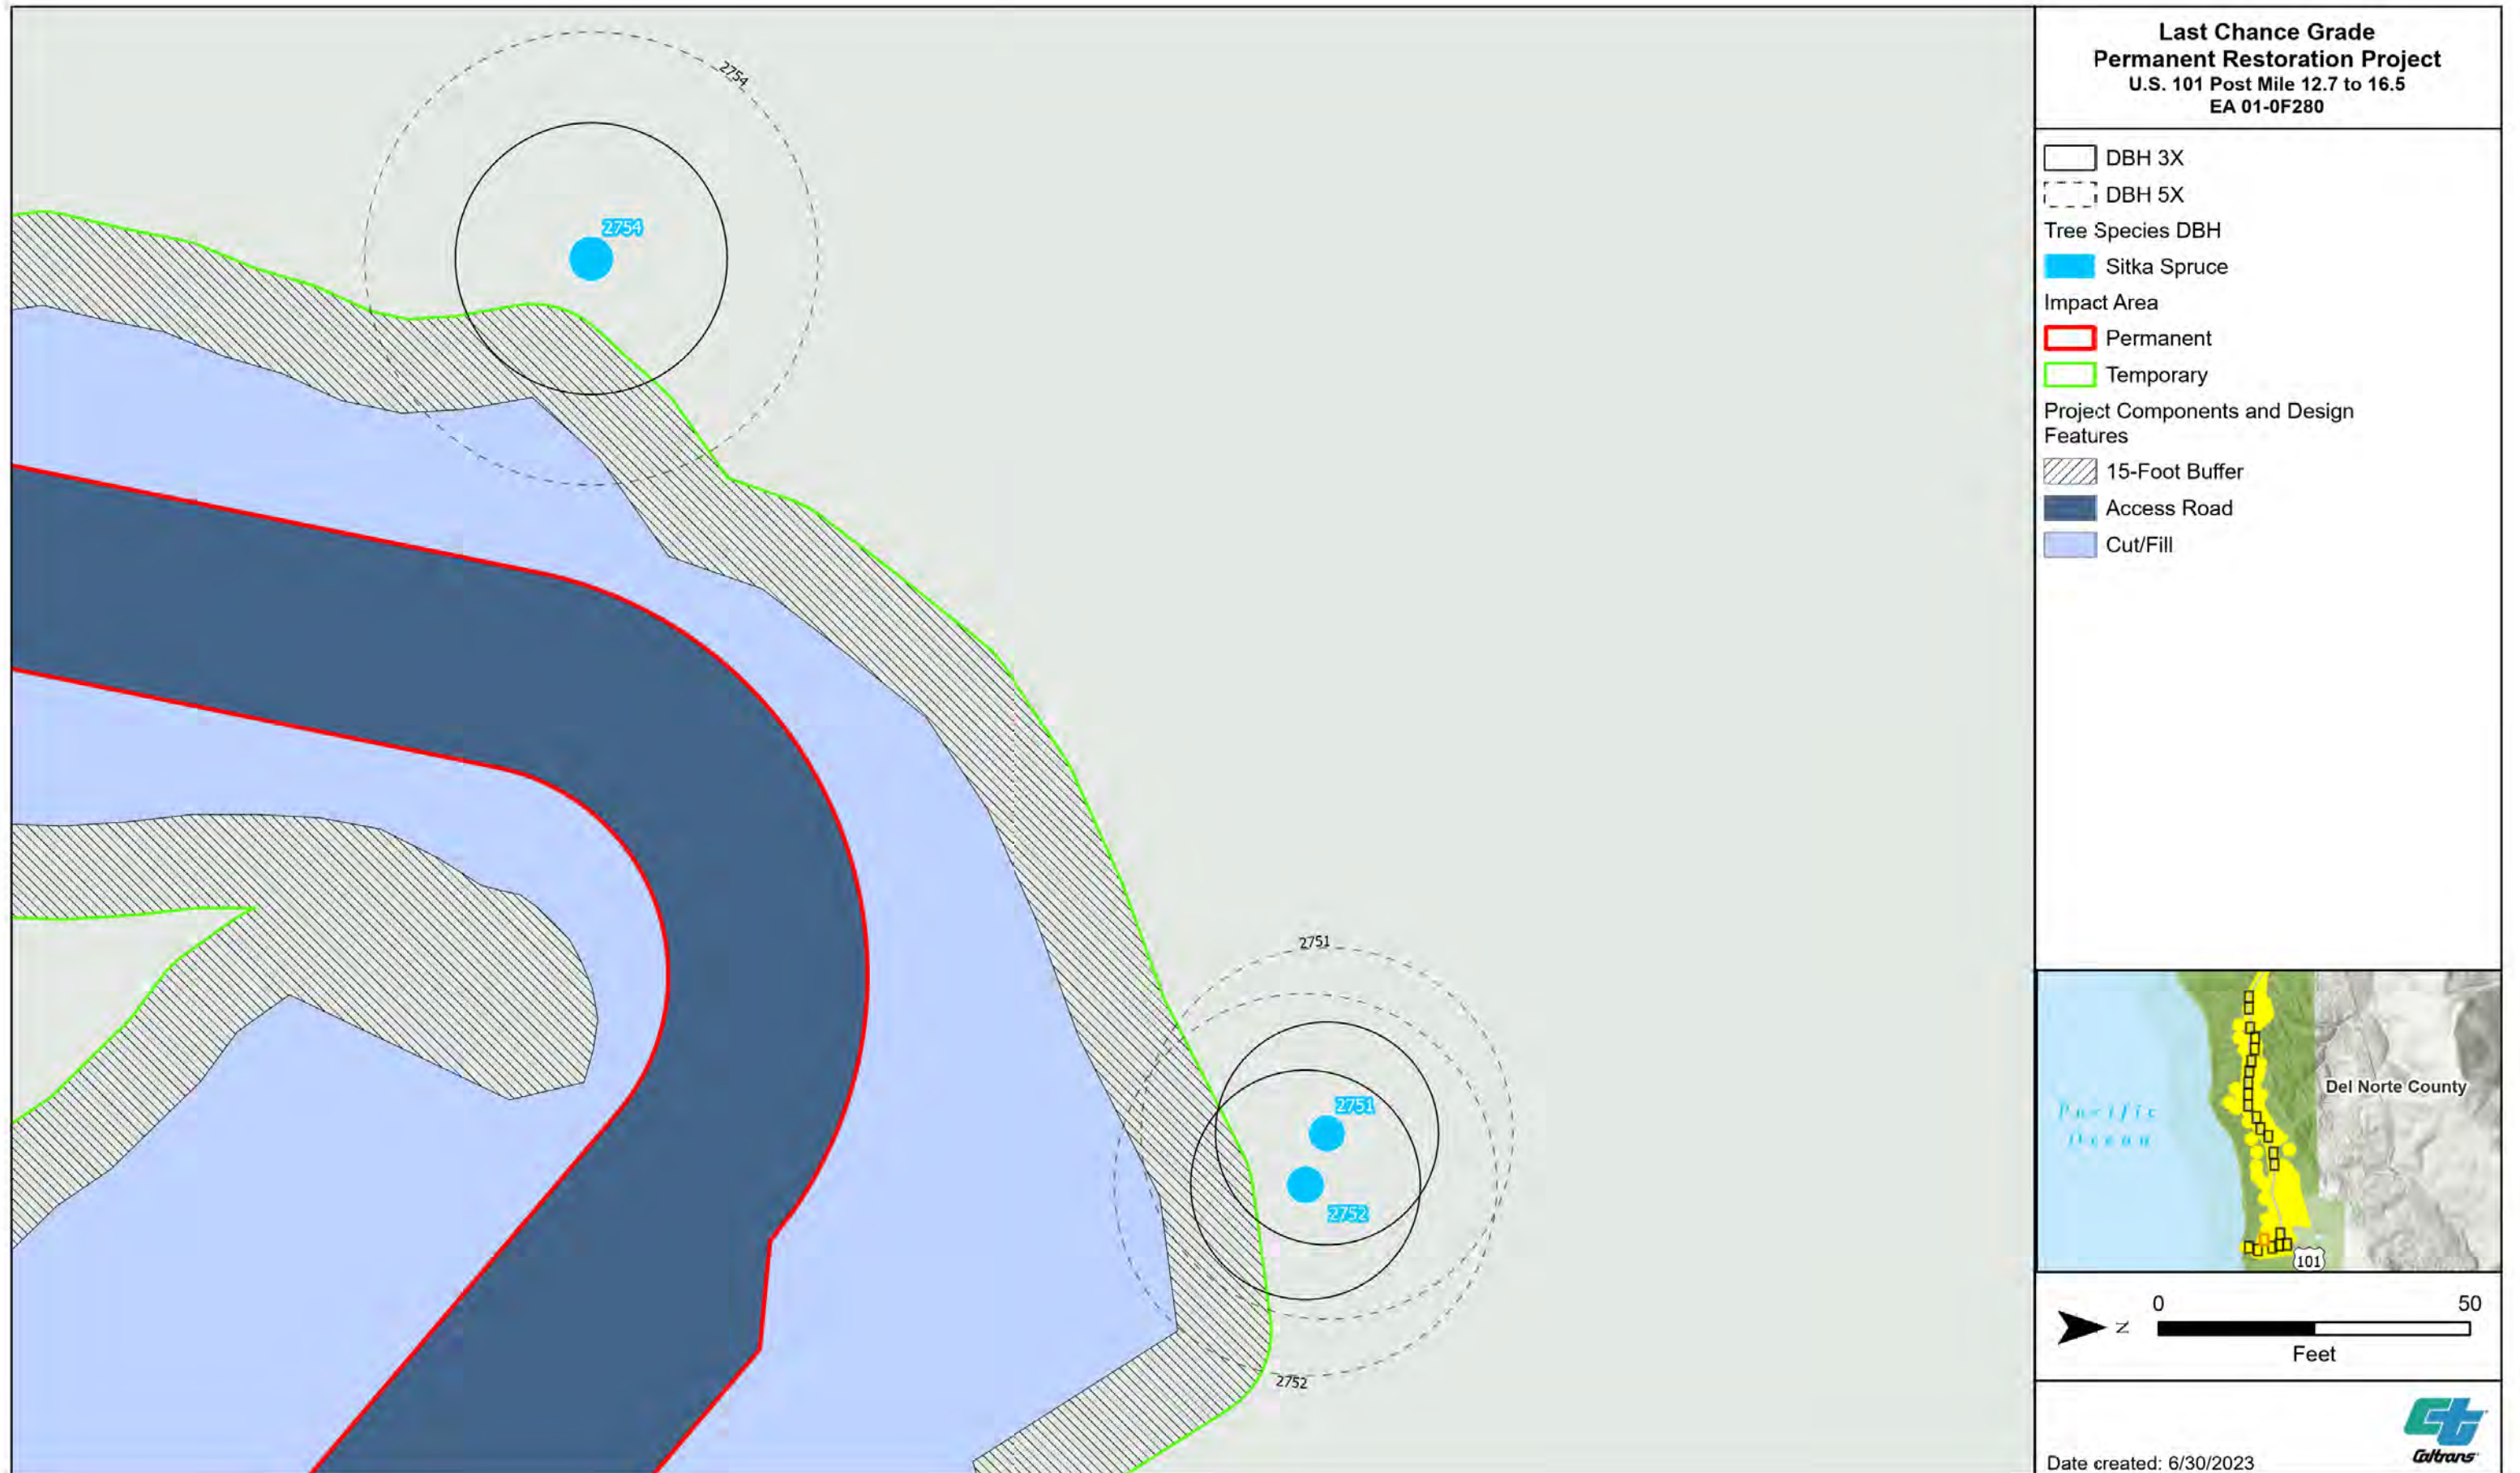 2754
2754
2751
2751
2752
2752
Last Chance Grade
Permanent Restoration Project
U.S. 101 Post Mile 12.7 to 16.5
EA 01-0F280
DBH 3X
DBH 5X
Tree Species DBH
Sitka Spruce
Impact Area
Permanent
Temporary
Project Components and Design
Features
15-Foot Buffer
Access Road
Cut/Fill
Del Norte County
Pacific
Ocean
101
0 50
N
Feet
Date created: 6/30/2023
Caltrans